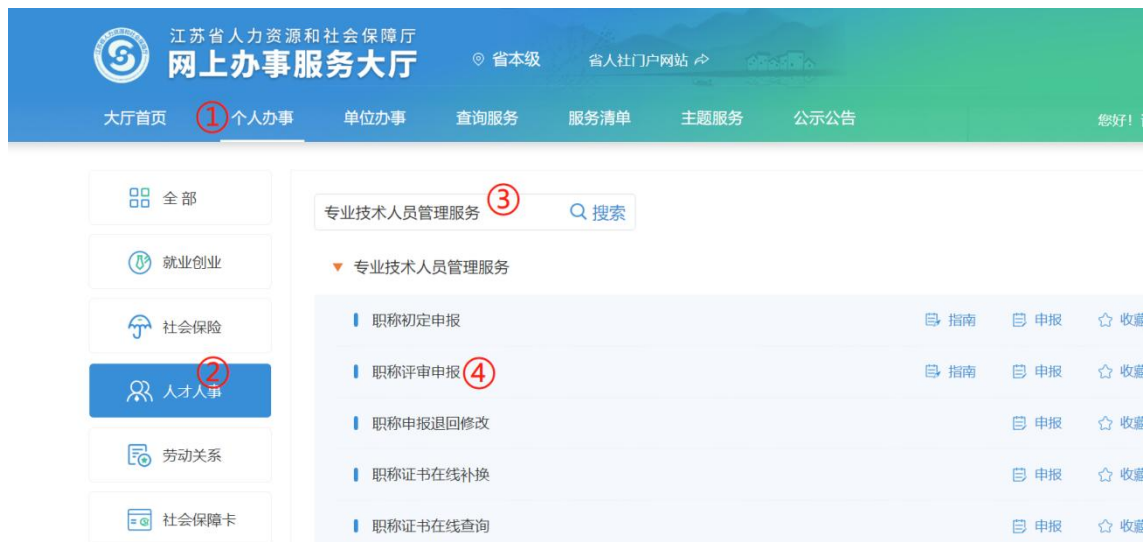 江苏省人力资源和社会保障厅
网上办事服务大厅
省本级
省人社门户网站
大厅首页 ① 个人办事 单位办事 查询服务 服务清单 主题服务 公示公告 您好！
全部
就业创业
社会保险
② 人才人事
劳动关系
社会保障卡
专业技术人员管理服务 ③ 搜索
专业技术人员管理服务
职称初定申报 指南 申报 收藏
职称评审申报 ④ 指南 申报 收藏
职称申报退回修改 申报 收藏
职称证书在线补换 申报 收藏
职称证书在线查询 申报 收藏